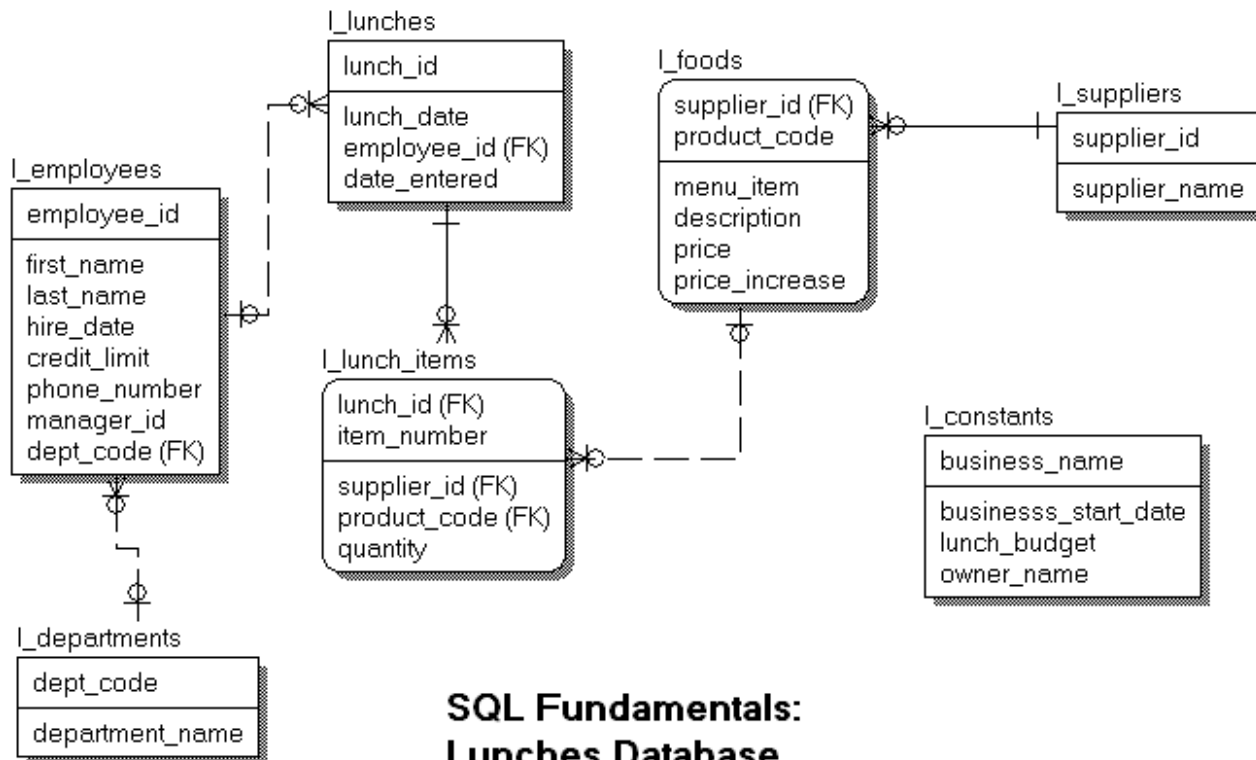 l_lunches
lunch_id
lunch_date
employee_id (FK)
date_entered
l_foods
supplier_id (FK)
product_code
menu_item
description
price
price_increase
l_suppliers
supplier_id
supplier_name
l_employees
employee_id
first_name
last_name
hire_date
credit_limit
phone_number
manager_id
dept_code (FK)
l_lunch_items
lunch_id (FK)
item_number
supplier_id (FK)
product_code (FK)
quantity
l_constants
business_name
businesss_start_date
lunch_budget
owner_name
l_departments
dept_code
department_name
SQL Fundamentals:
Lunches Database